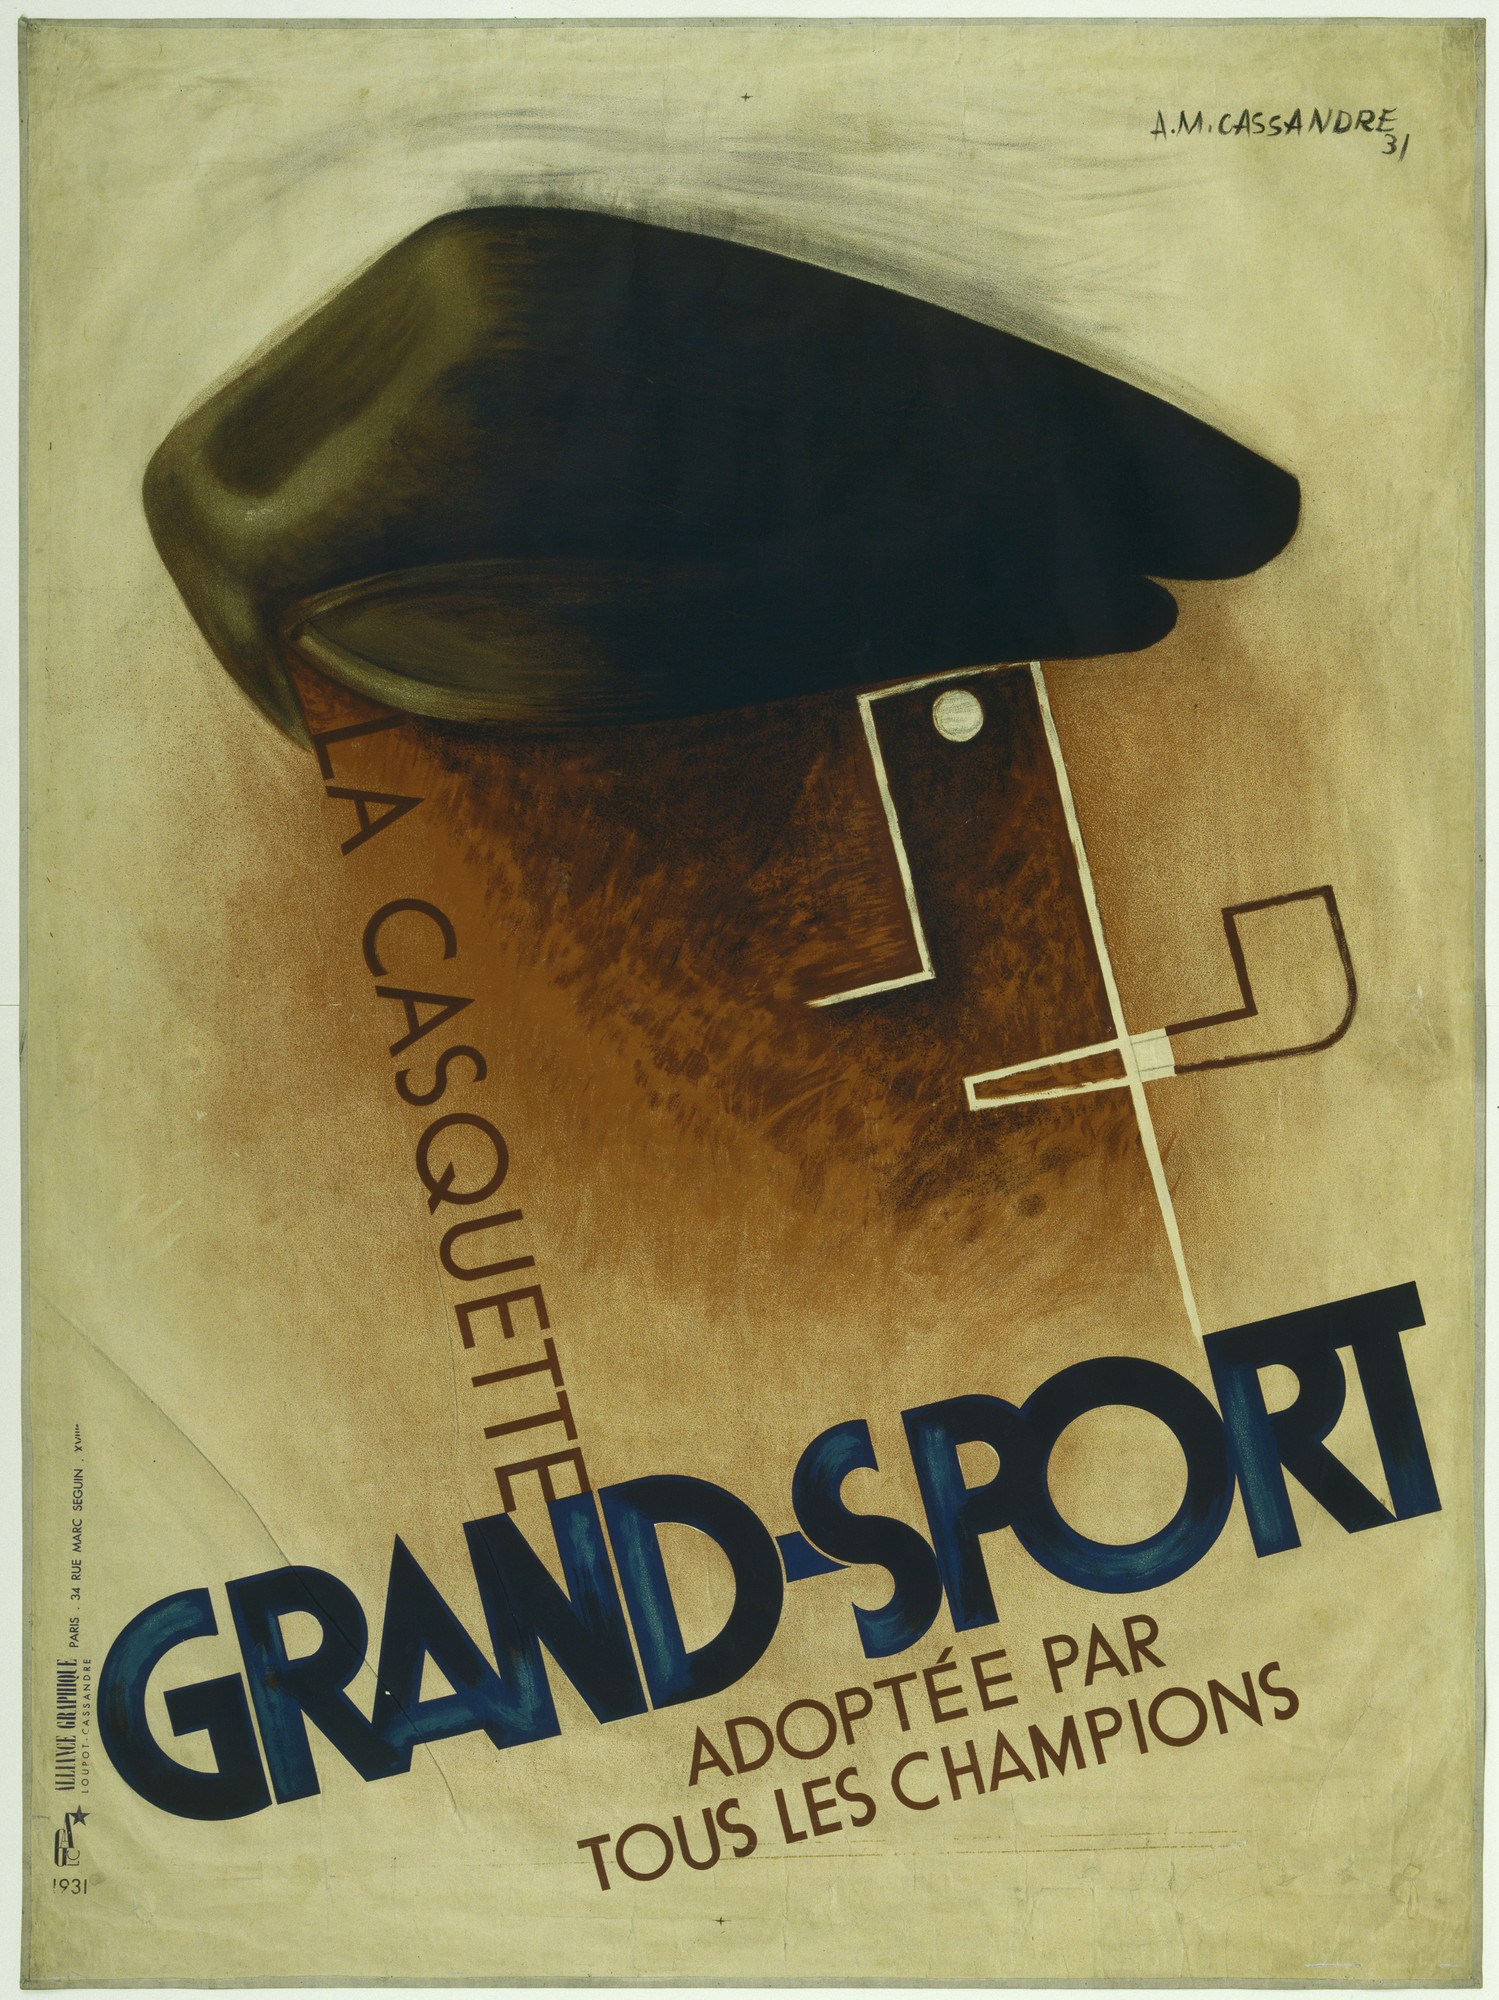 A.M.CASSANDRE
31
LA CASQUETTE
GRAND-SPORT
ADOPTÉE PAR
TOUS LES CHAMPIONS
ALLIANCE GRAPHIQUE PARIS . 34 RUE MARC SEGUIN . XVIIIe
LOUPOT-CASSANDRE
1931